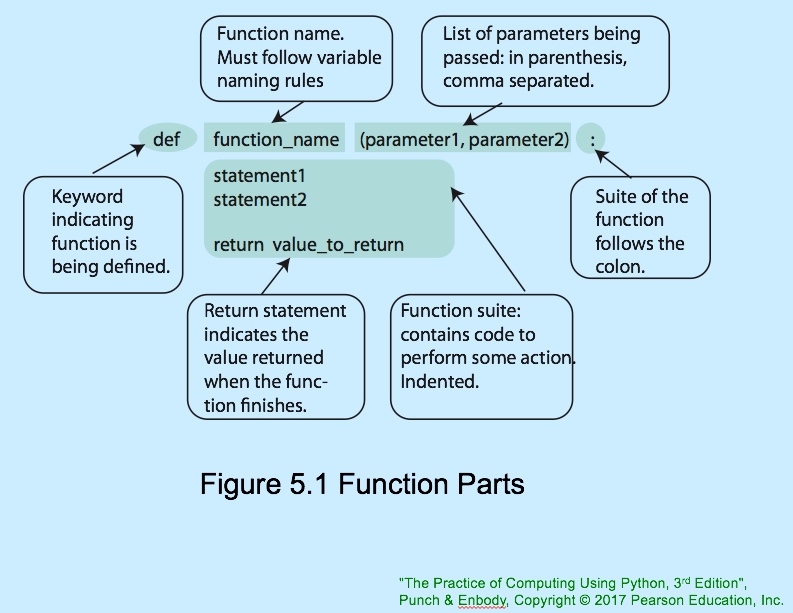 Function name.
Must follow variable
naming rules
List of parameters being
passed: in parenthesis,
comma separated.
def function_name (parameter1, parameter2) :
statement1
statement2
return value_to_return
Keyword
indicating
function is
being defined.
Suite of the
function
follows the
colon.
Return statement
indicates the
value returned
when the func-
tion finishes.
Function suite:
contains code to
perform some action.
Indented.
Figure 5.1 Function Parts
"The Practice of Computing Using Python, 3rd Edition",
Punch & Enbody, Copyright © 2017 Pearson Education, Inc.